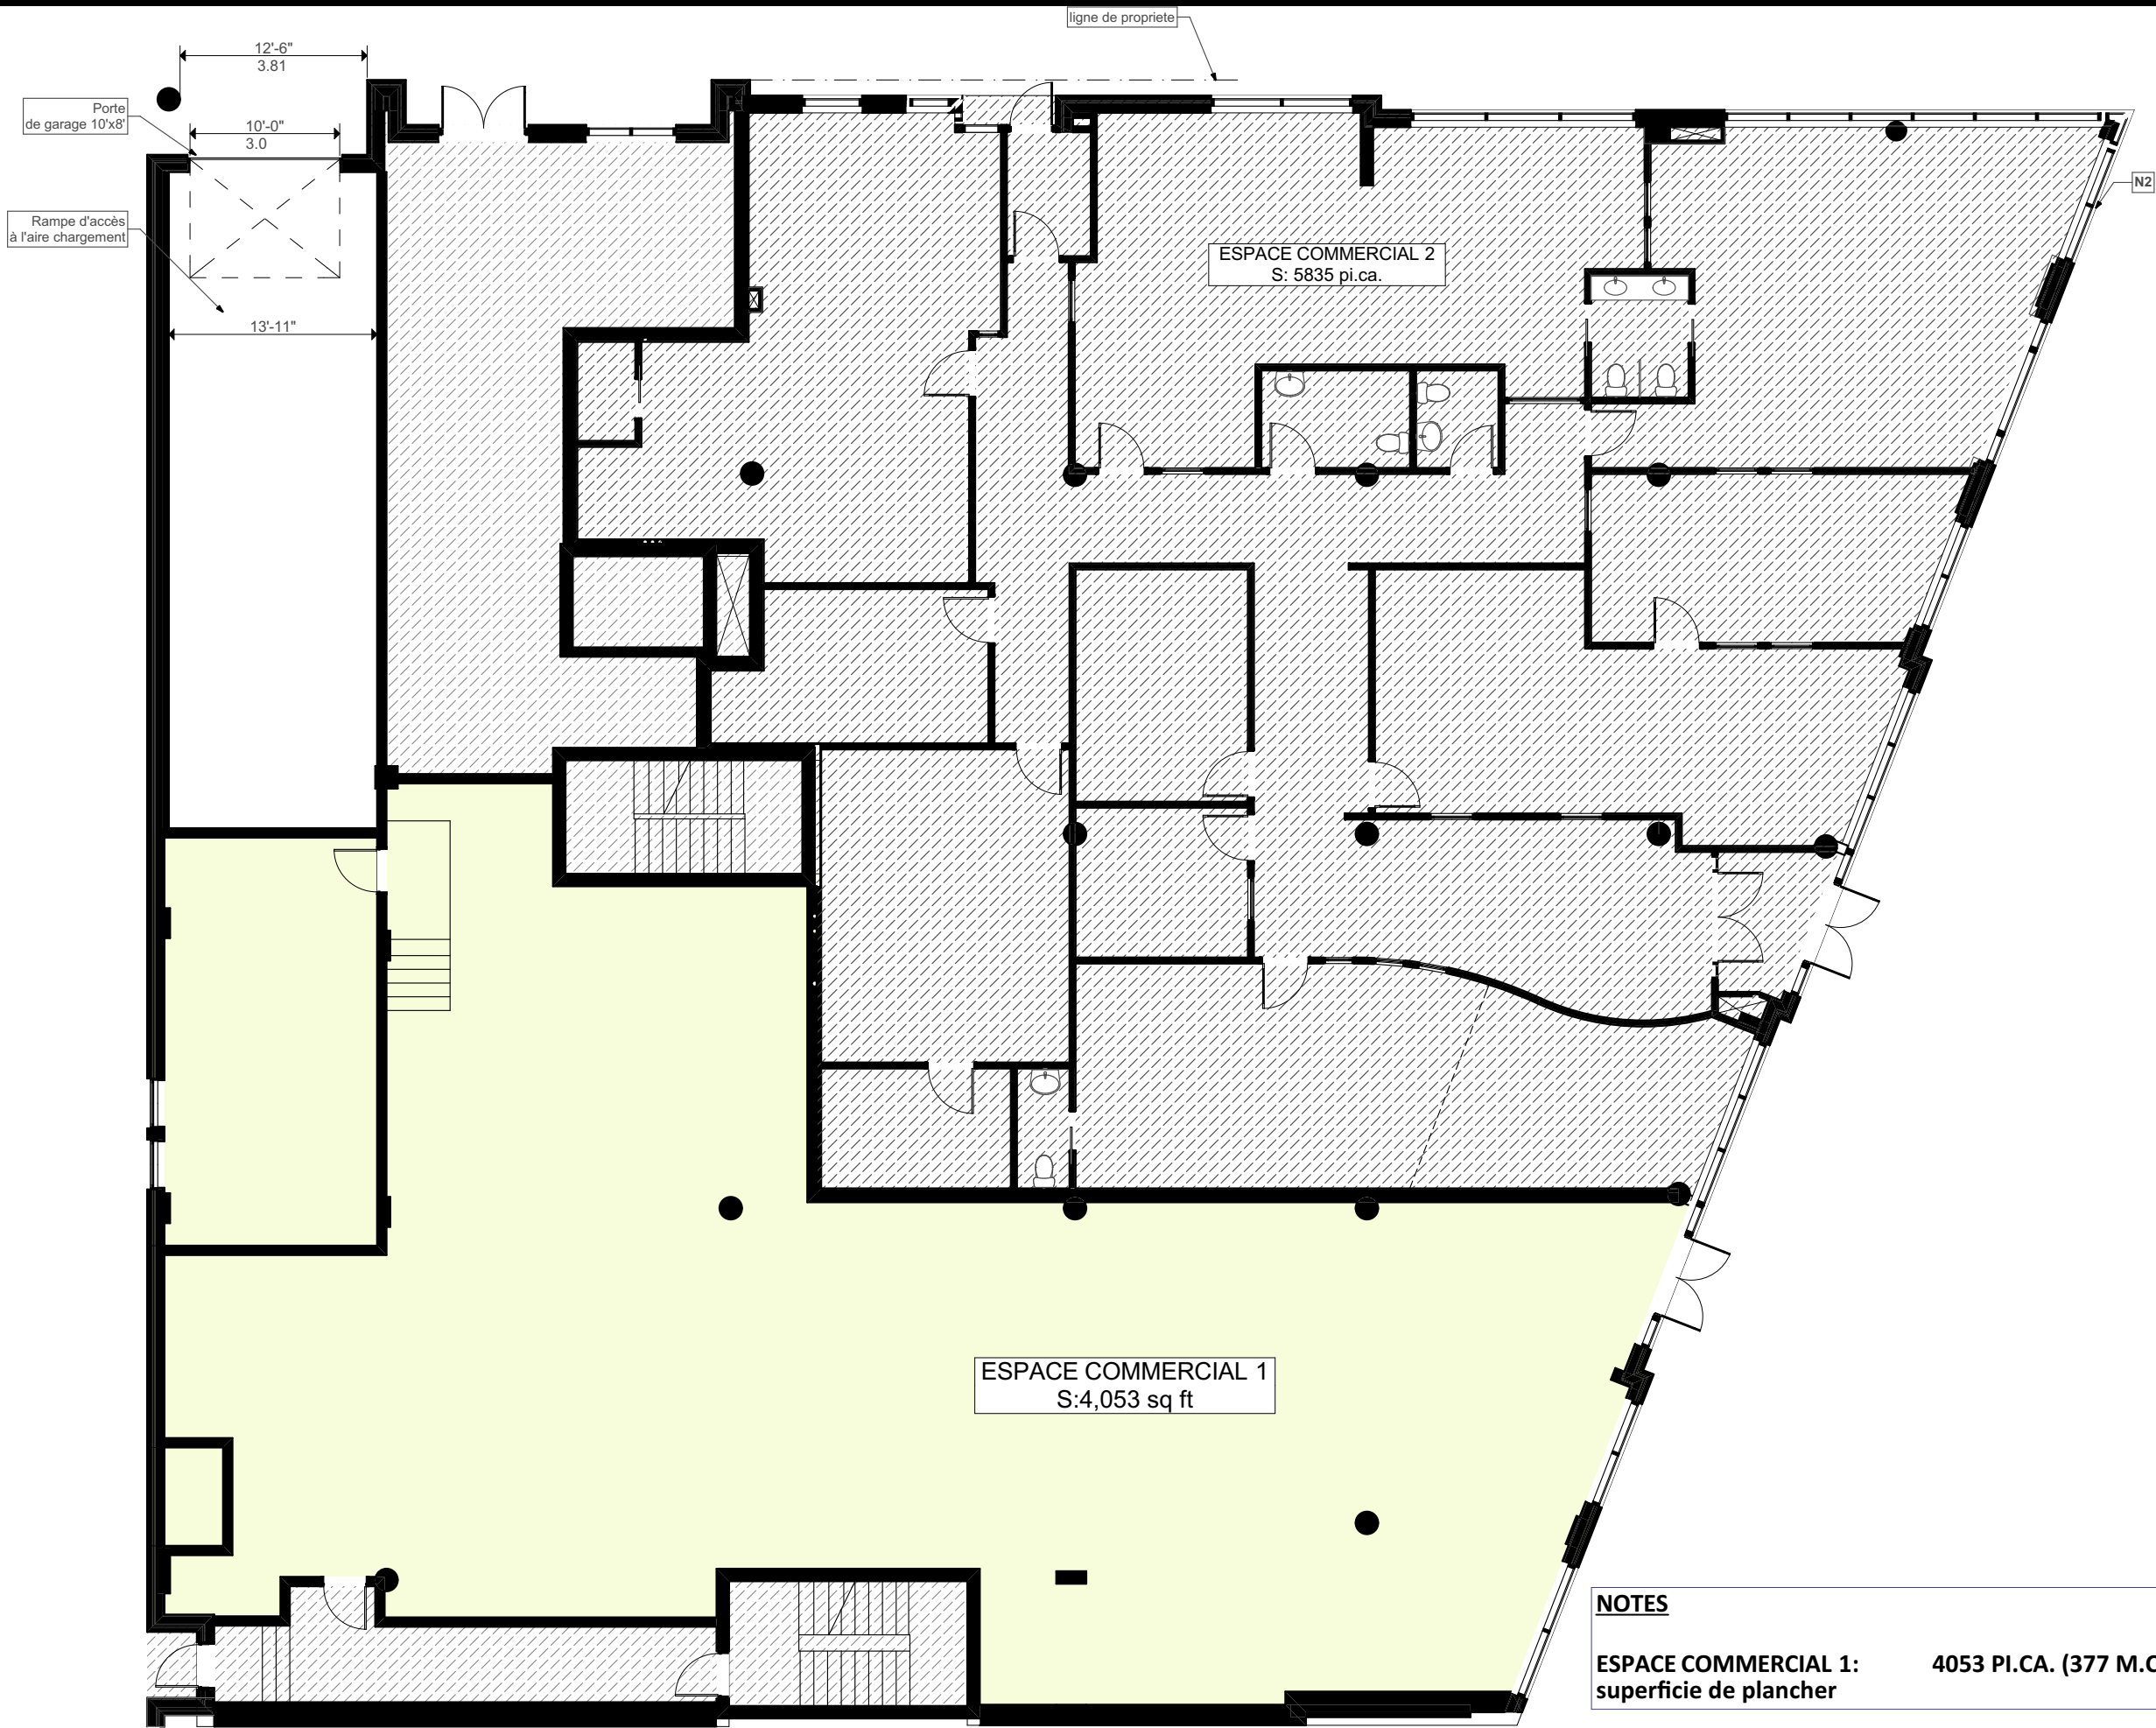 ligne de propriete
12'-6"
3.81
Porte
de garage 10'x8'
10'-0"
3.0
N2
Rampe d'accès
à l'aire chargement
ESPACE COMMERCIAL 2
S: 5835 pi.ca.
13'-11"
ESPACE COMMERCIAL 1
S:4,053 sq ft
NOTES
ESPACE COMMERCIAL 1: 4053 PI.CA. (377 M.C
superficie de plancher